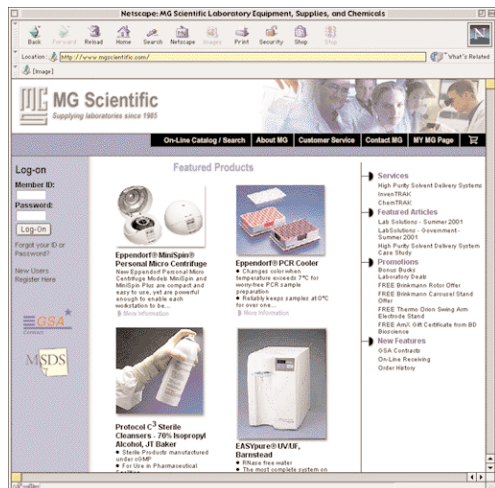 Netscape: MG Scientific Laboratory Equipment, Supplies, and Chemicals
Back Forward Reload Home Search Netscape Images Print Security Shop Stop
Location: http://www.mgscientific.com/ What's Related
[Image]
MG MG Scientific
Supplying laboratories since 1985
On-Line Catalog / Search About MG Customer Service Contact MG MY MG Page
Log-on
Member ID:
Password:
Log-On
Forgot your ID or
Password?
New Users
Register Here
GSA
Contract
MSDS
Featured Products
Eppendorf® MiniSpin®
Personal Micro Centrifuge
New Eppendorf Personal Micro
Centrifuge Models MiniSpin and
MiniSpin Plus are compact and
easy to use, yet are powerful
enough to enable each
workstation to be...
More Information
Eppendorf® PCR Cooler
● Changes color when
temperature exceeds 7°C for
worry-free PCR sample
preparation
● Reliably keeps samples at 0°C
for over one...
More Information
Protocol C3 Sterile
Cleansers - 70% Isopropyl
Alcohol, JT Baker
● Sterile Products manufactured
under cGMP
● For Use in Pharmaceutical
EASYpure® UV/UF,
Barnstead
● RNase free water
● The most complete system on
Services
High Purity Solvent Delivery Systems
InvenTRAK
ChemTRAK
Featured Articles
Lab Solutions - Summer 2001
LabSolutions - Government -
Summer 2001
High Purity Solvent Delivery System
Case Study
Promotions
Bonus Bucks
Laboratory Deals
FREE Brinkmann Rotor Offer
FREE Brinkmann Carousel Stand
Offer
FREE Thermo Orion Swing Arm
Electrode Stand
FREE AmX Gift Certificate from BD
Bioscience
New Features
GSA Contracts
On-Line Receiving
Order History